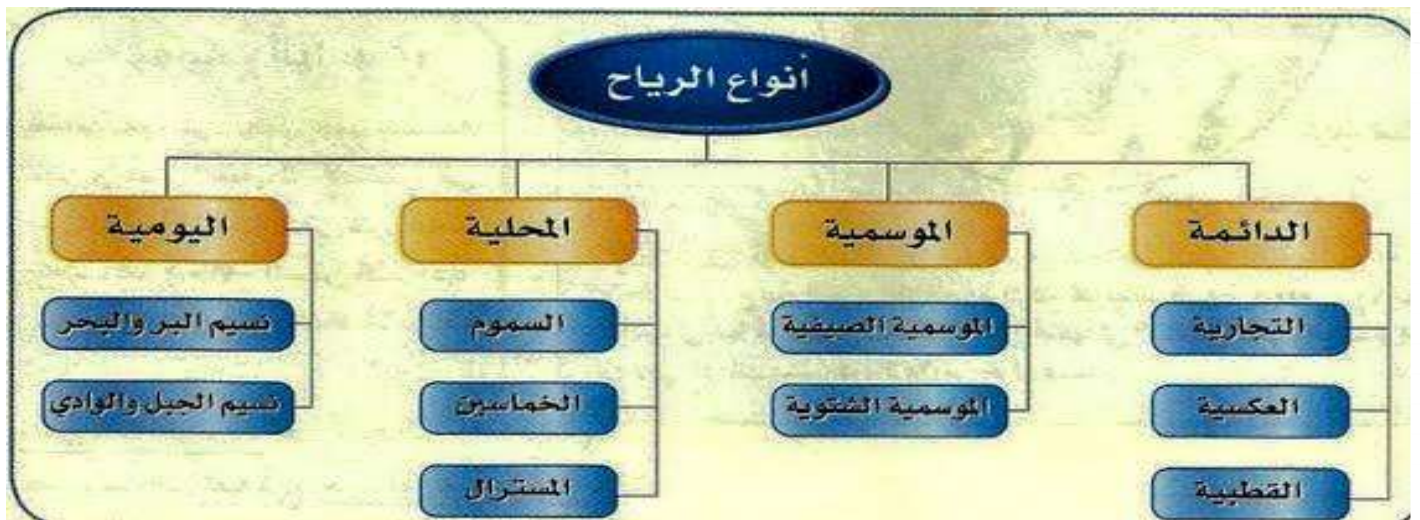 أنواع الرياح
الدائمة
التجارية
العكسية
القطبية
الموسمية
الموسمية الصيفية
الموسمية الشتوية
المحلية
السموم
الخماسين
المسترال
اليومية
نسيم البر والبحر
نسيم الجبل والوادي